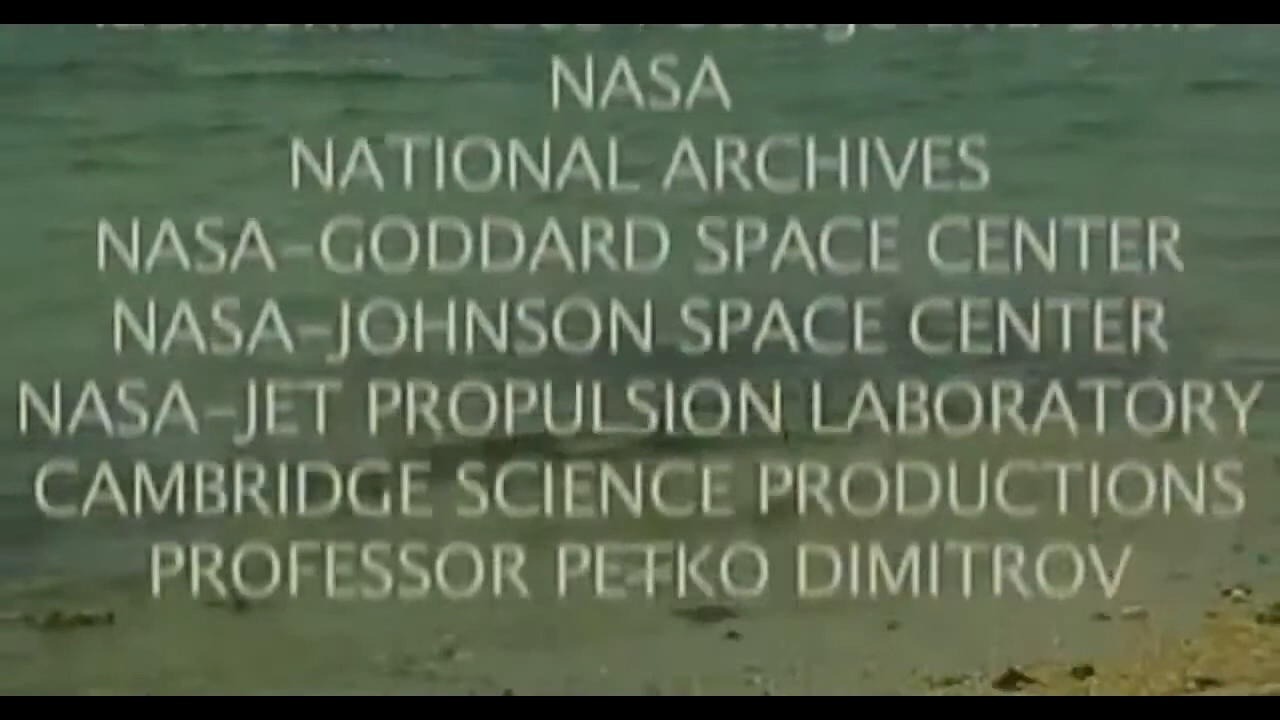 NASA
NATIONAL ARCHIVES
NASA-GODDARD SPACE CENTER
NASA-JOHNSON SPACE CENTER
NASA-JET PROPULSION LABORATORY
CAMBRIDGE SCIENCE PRODUCTIONS
PROFESSOR PETKO DIMITROV